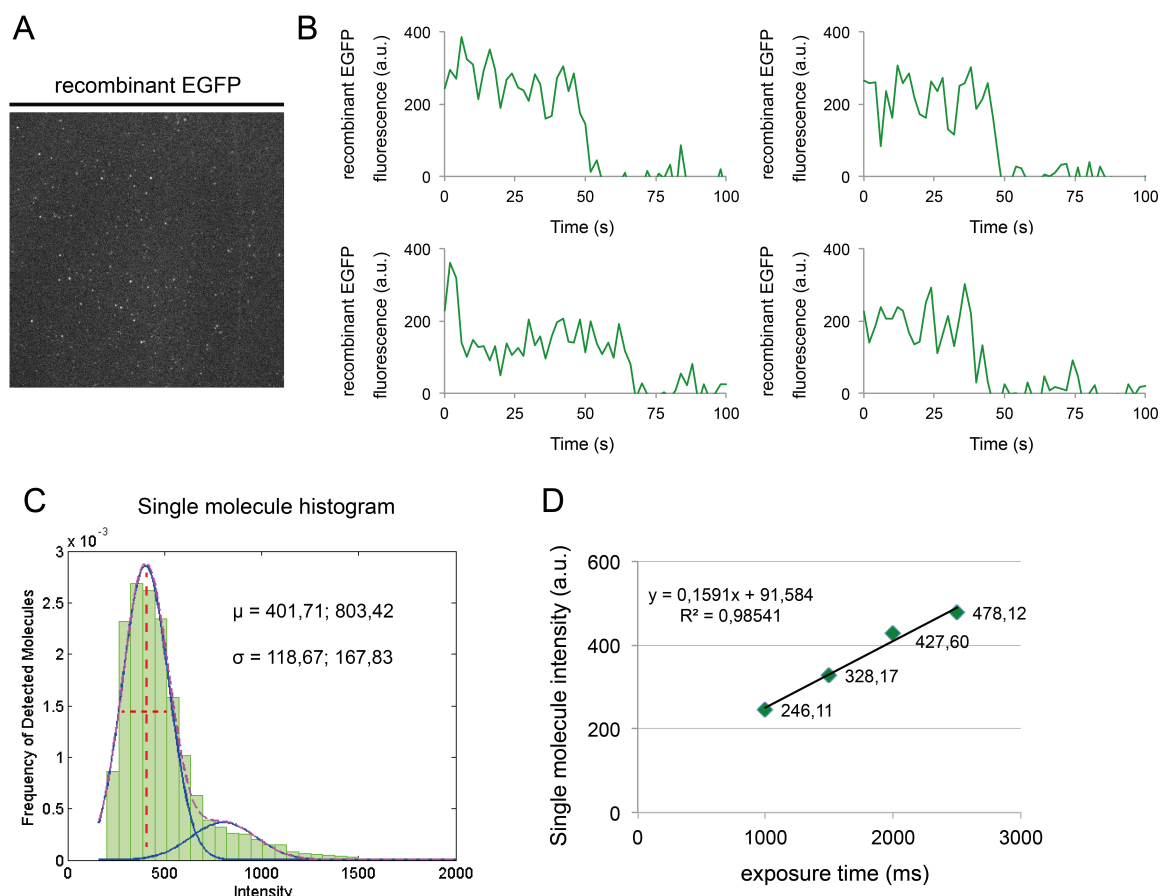 A
recombinant EGFP
B
recombinant EGFP
fluorescence (a.u.)
400
200
0
0 25 50 75 100
Time (s)
recombinant EGFP
fluorescence (a.u.)
400
200
0
0 25 50 75 100
Time (s)
recombinant EGFP
fluorescence (a.u.)
400
200
0
0 25 50 75 100
Time (s)
recombinant EGFP
fluorescence (a.u.)
400
200
0
0 25 50 75 100
Time (s)
C
Single molecule histogram
x 10⁻³
Frequency of Detected Molecules
3
2.5
2
1.5
1
0.5
0
0 500 1000 1500 2000
Intensity
μ = 401,71; 803,42
σ = 118,67; 167,83
D
Single molecule intensity (a.u.)
600
400
200
0
y = 0,1591x + 91,584
R² = 0,98541
478,12
427,60
328,17
246,11
0 1000 2000 3000
exposure time (ms)